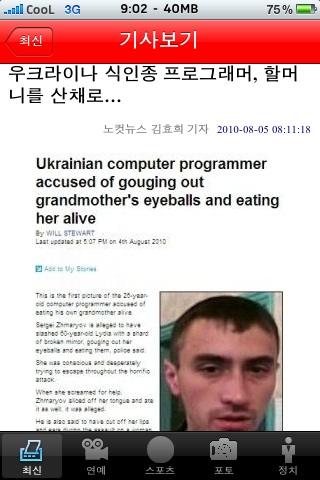 CooL 3G 9:02 - 40MB 75%
최신 기사보기
우크라이나 식인종 프로그래머, 할머
니를 산채로...
노컷뉴스 김효희 기자 2010-08-05 08:11:18
Ukrainian computer programmer
accused of gouging out
grandmother's eyeballs and eating
her alive
By WILL STEWART
Last updated at 5:07 PM on 4th August 2010
Add to My Stories
This is the first picture of the 26-year-
old computer programmer accused of
eating his own grandmother alive.
Sergei Zhmaryov is alleged to have
slashed 60-year-old Lydia with a shard
of broken mirror, gouging out her
eyeballs and eating them, police said.
She was conscious and desperately
trying to escape throughout the horrific
attack.
When she screamed for help,
Zhmaryov sliced off her tongue and ate
it as well, it was alleged.
He is also said to have cut off her lips
and ears during the assault on a woman
최신 연예 스포츠 포토 정치